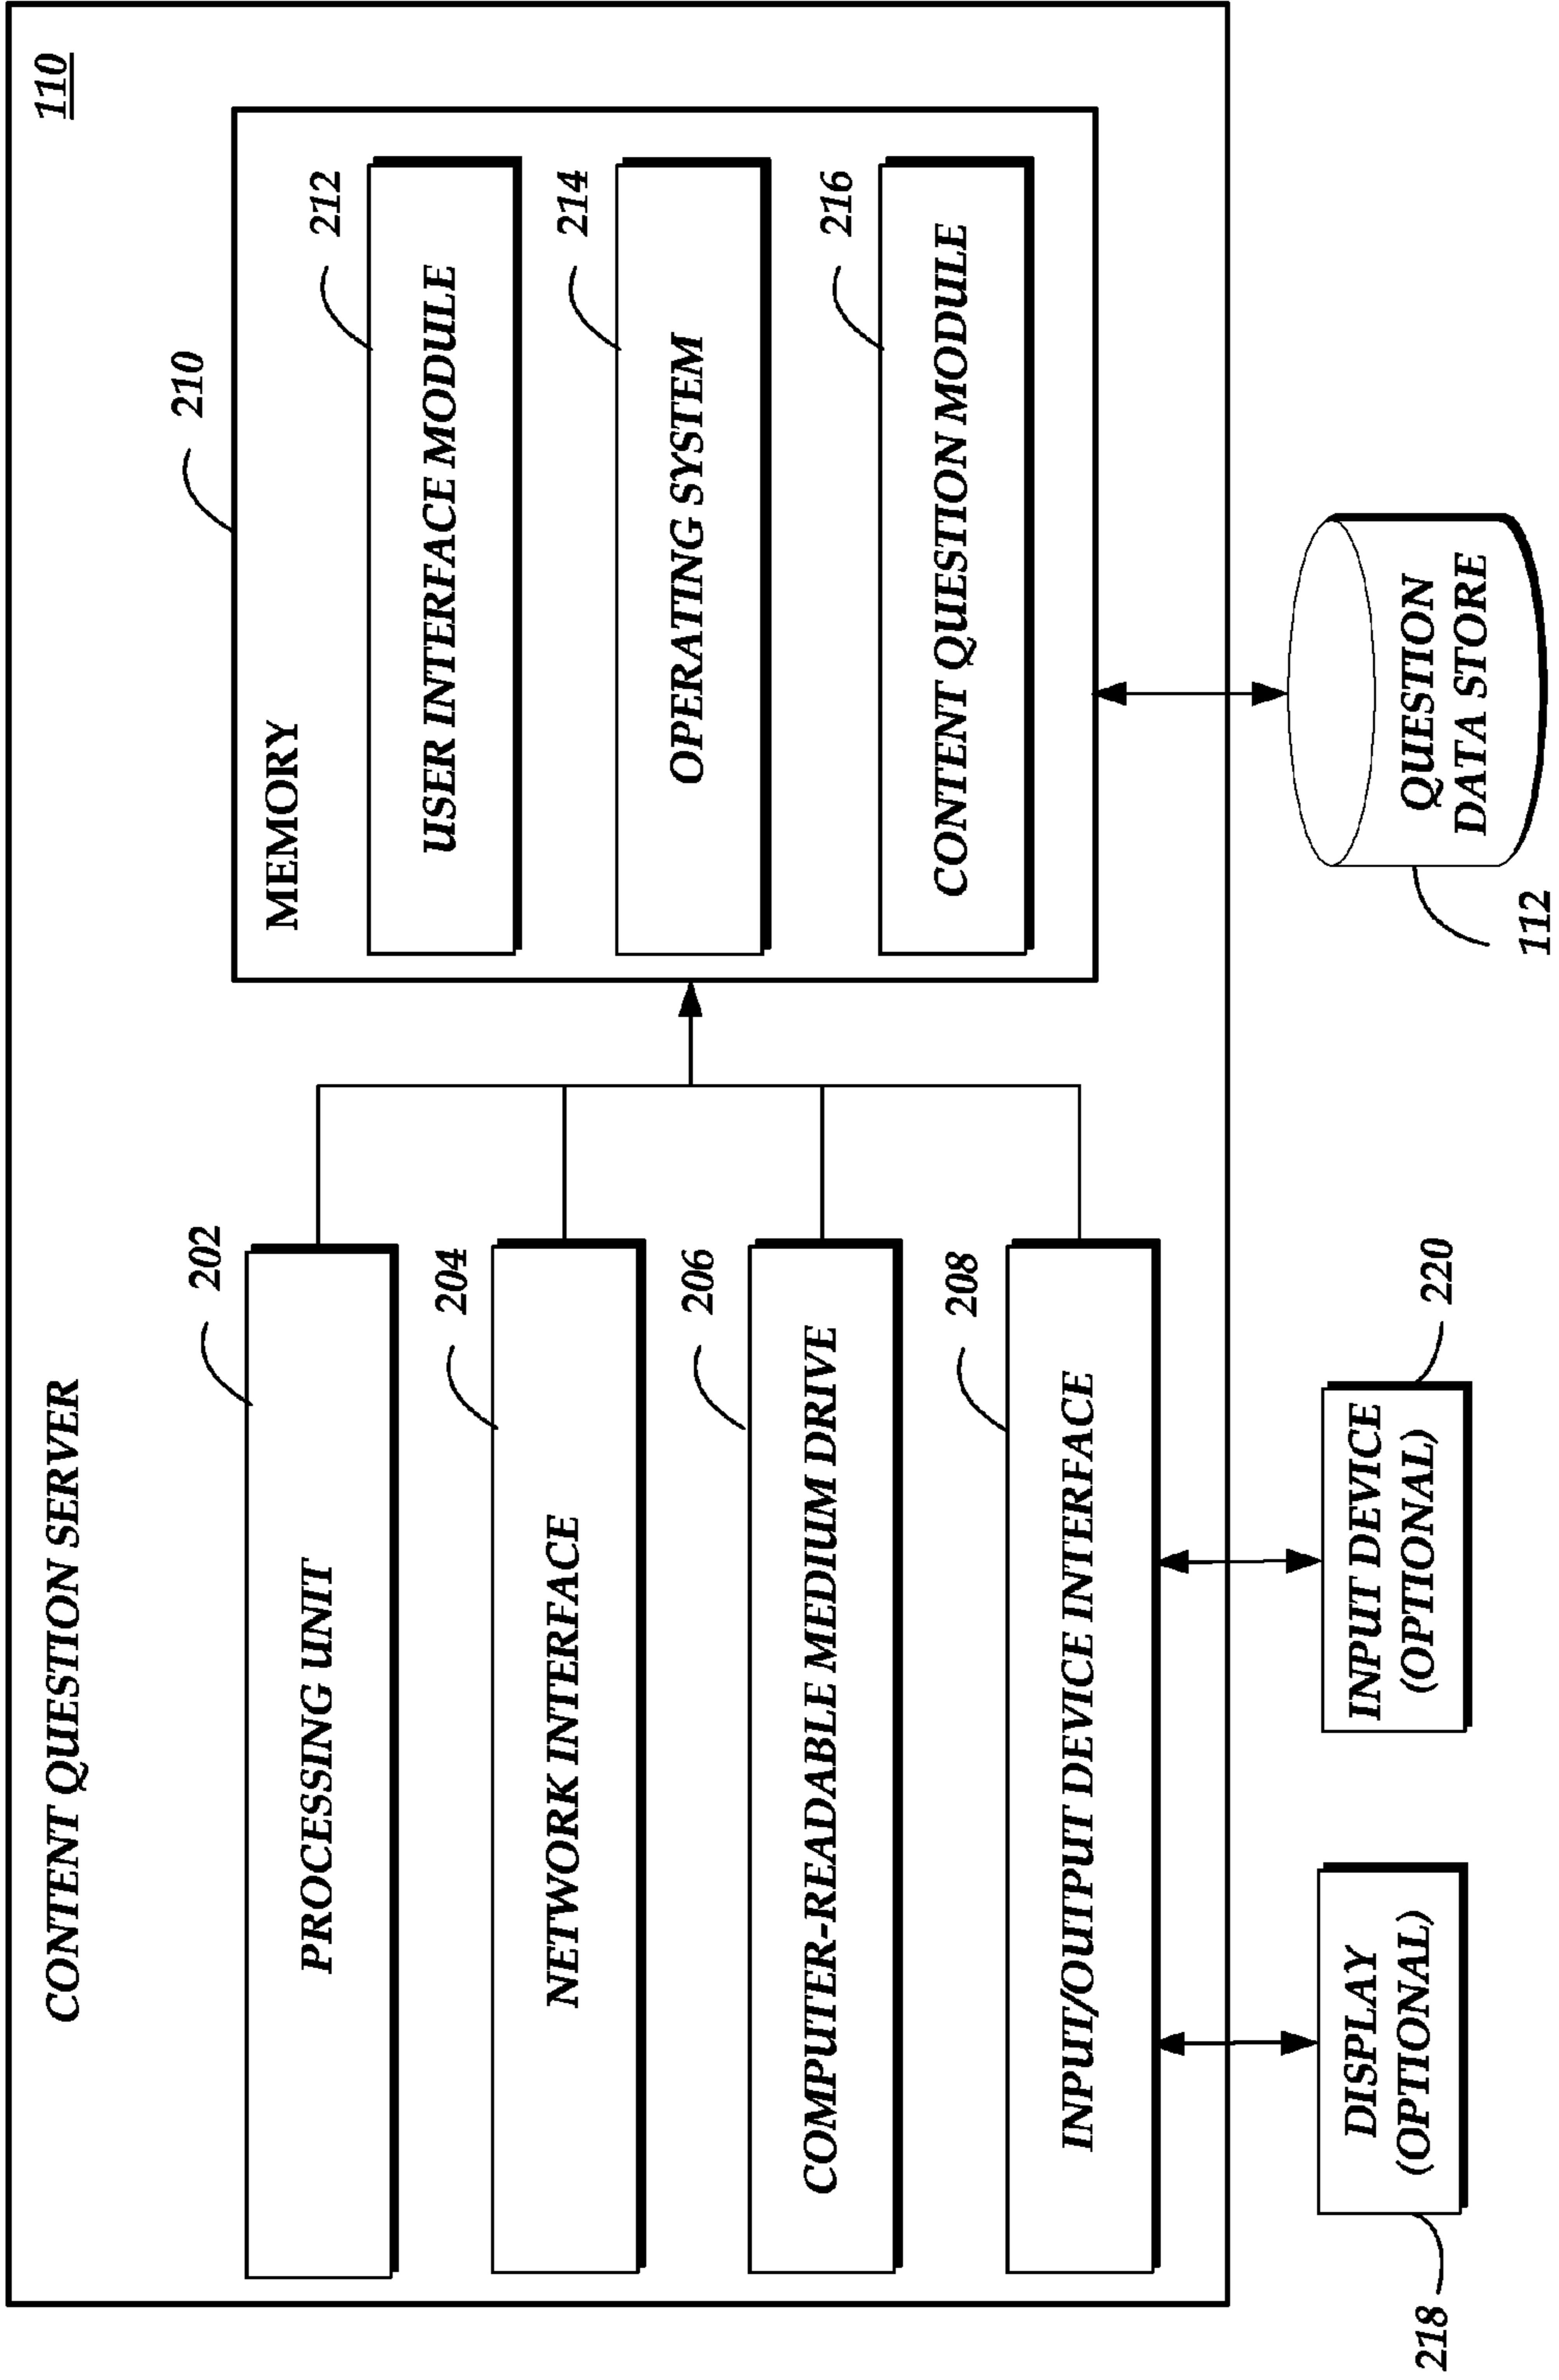 CONTENT QUESTION SERVER
110
202
PROCESSING UNIT
204
NETWORK INTERFACE
206
COMPUTER-READABLE MEDIUM DRIVE
208
INPUT/OUTPUT DEVICE INTERFACE
210
MEMORY
212
USER INTERFACE MODULE
214
OPERATING SYSTEM
216
CONTENT QUESTION MODULE
218
DISPLAY
(OPTIONAL)
220
INPUT DEVICE
(OPTIONAL)
112
QUESTION
DATA STORE